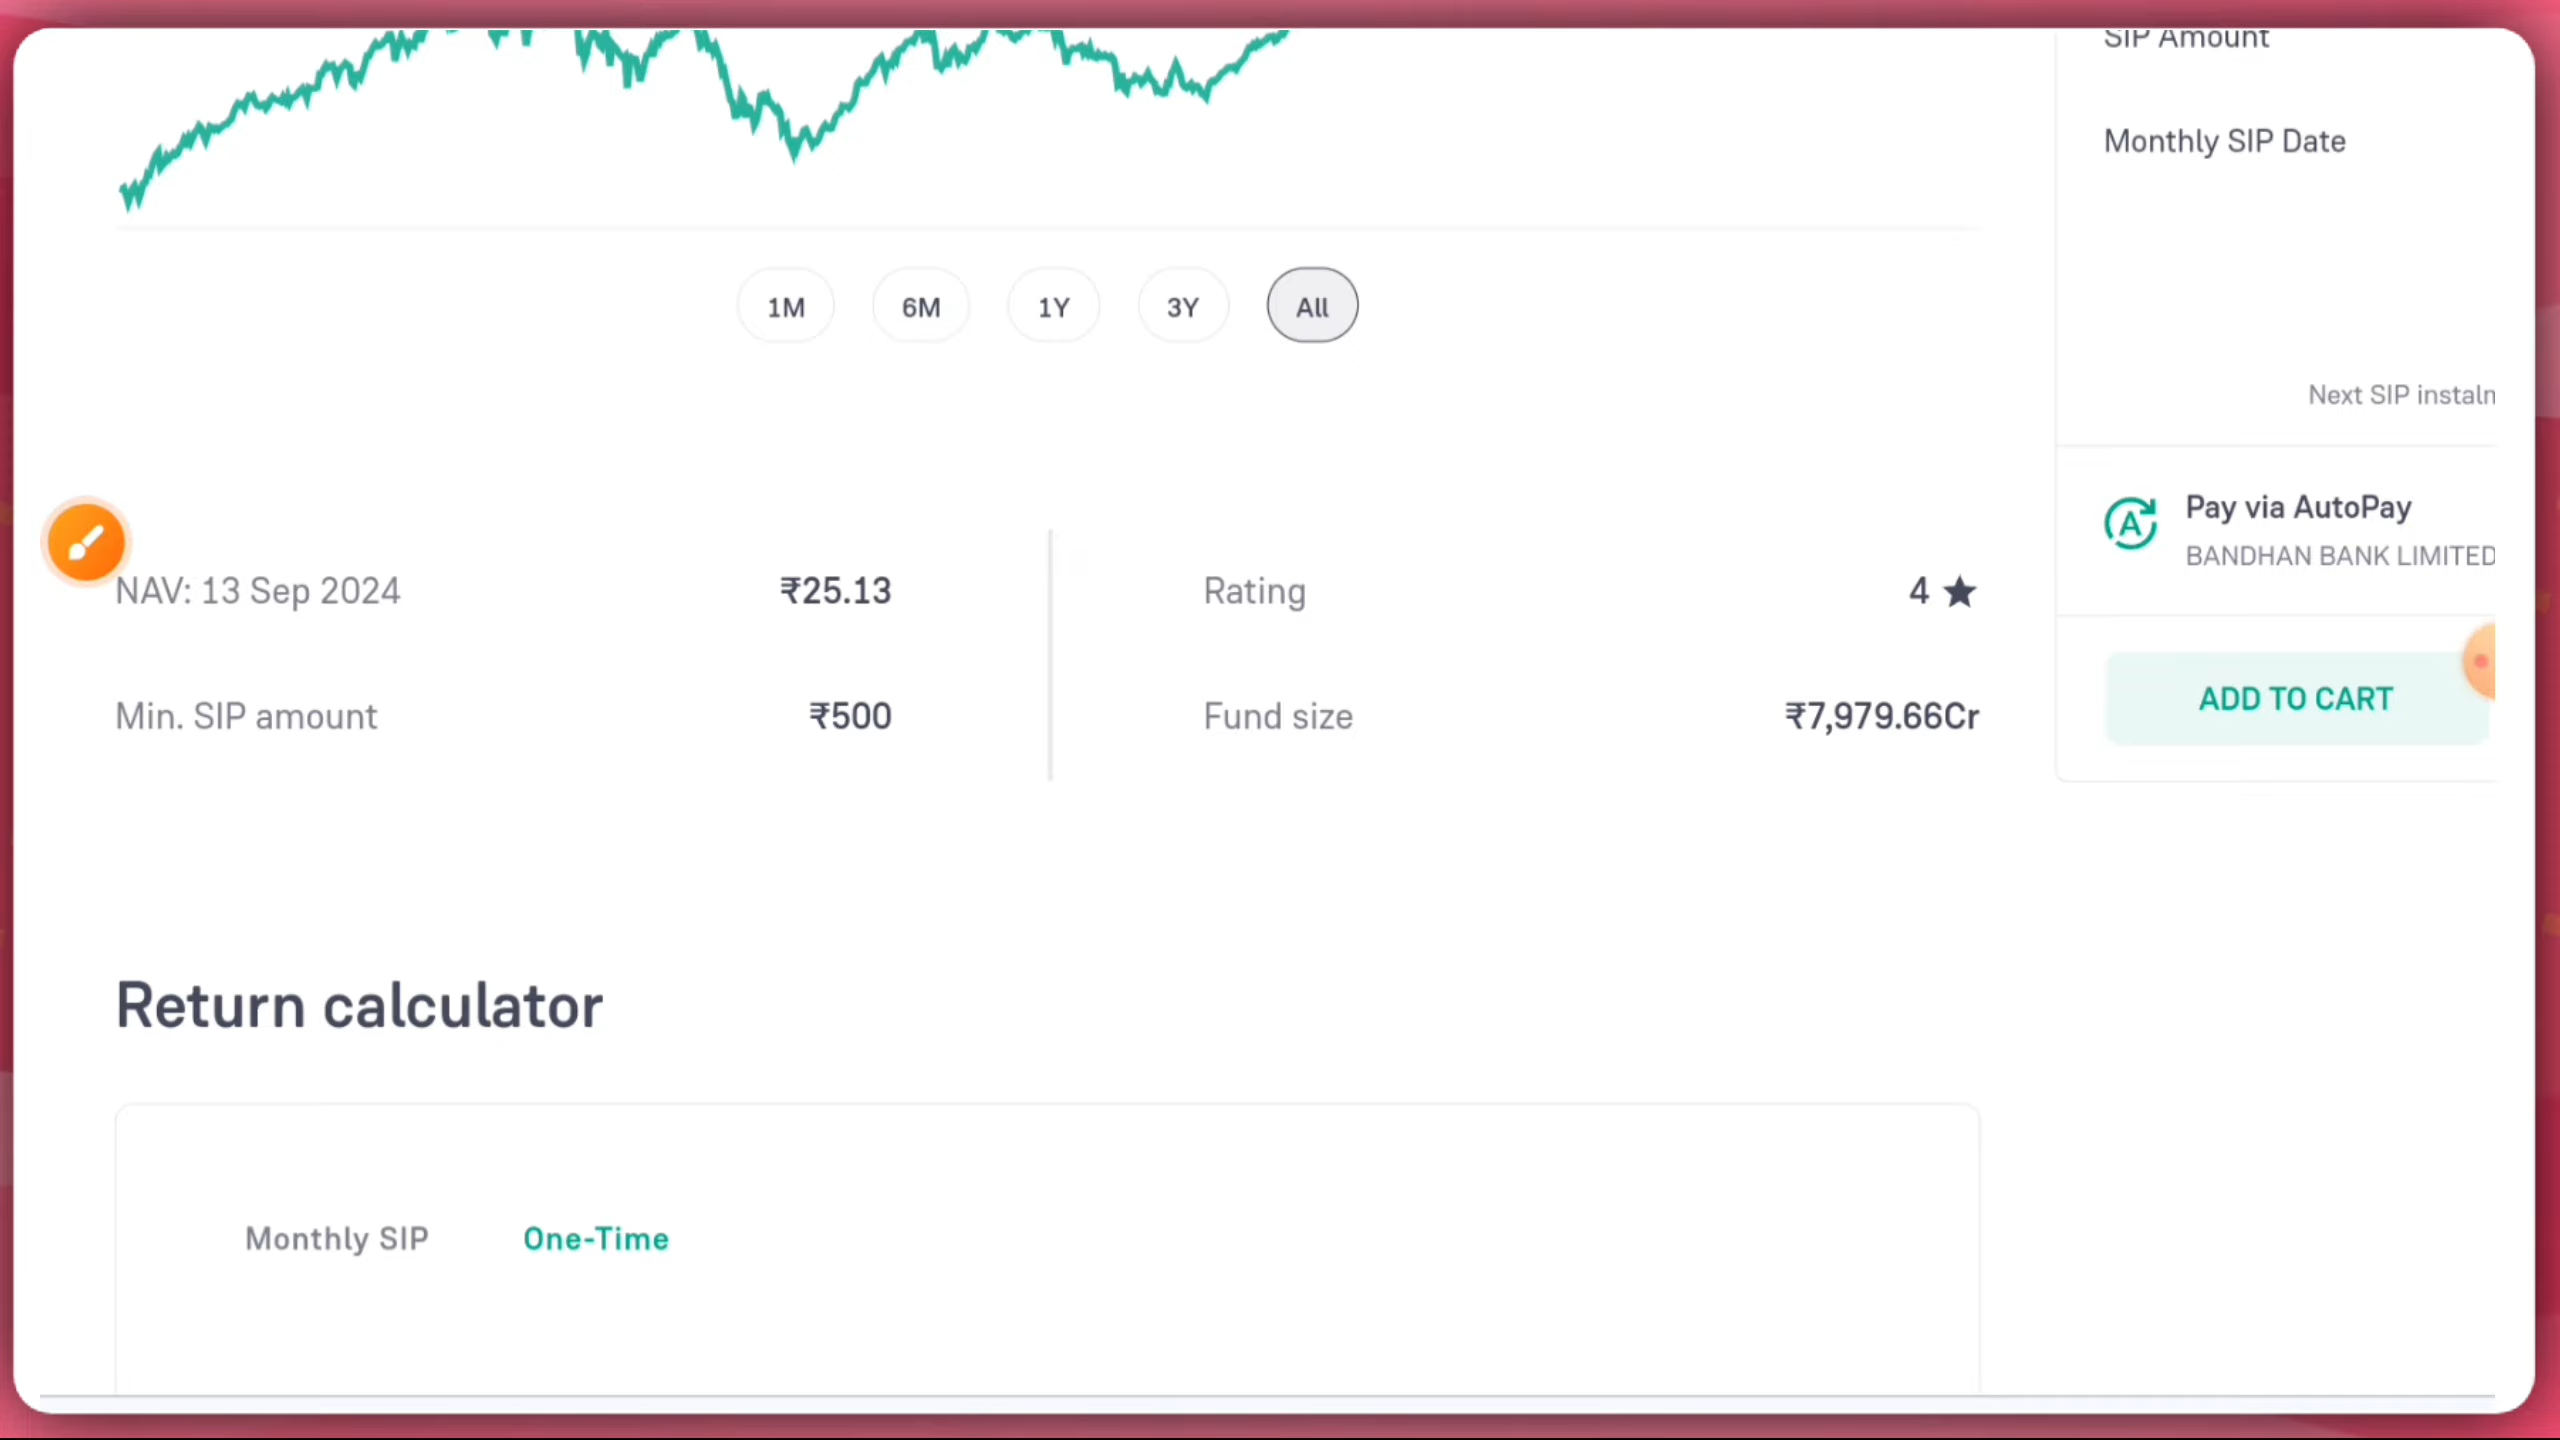 SIP Amount
Monthly SIP Date
1M 6M 1Y 3Y All
Next SIP instaln
Pay via AutoPay
BANDHAN BANK LIMITED
NAV: 13 Sep 2024 ₹25.13 Rating 4 ★
Min. SIP amount ₹500 Fund size ₹7,979.66Cr
ADD TO CART
Return calculator
Monthly SIP One-Time